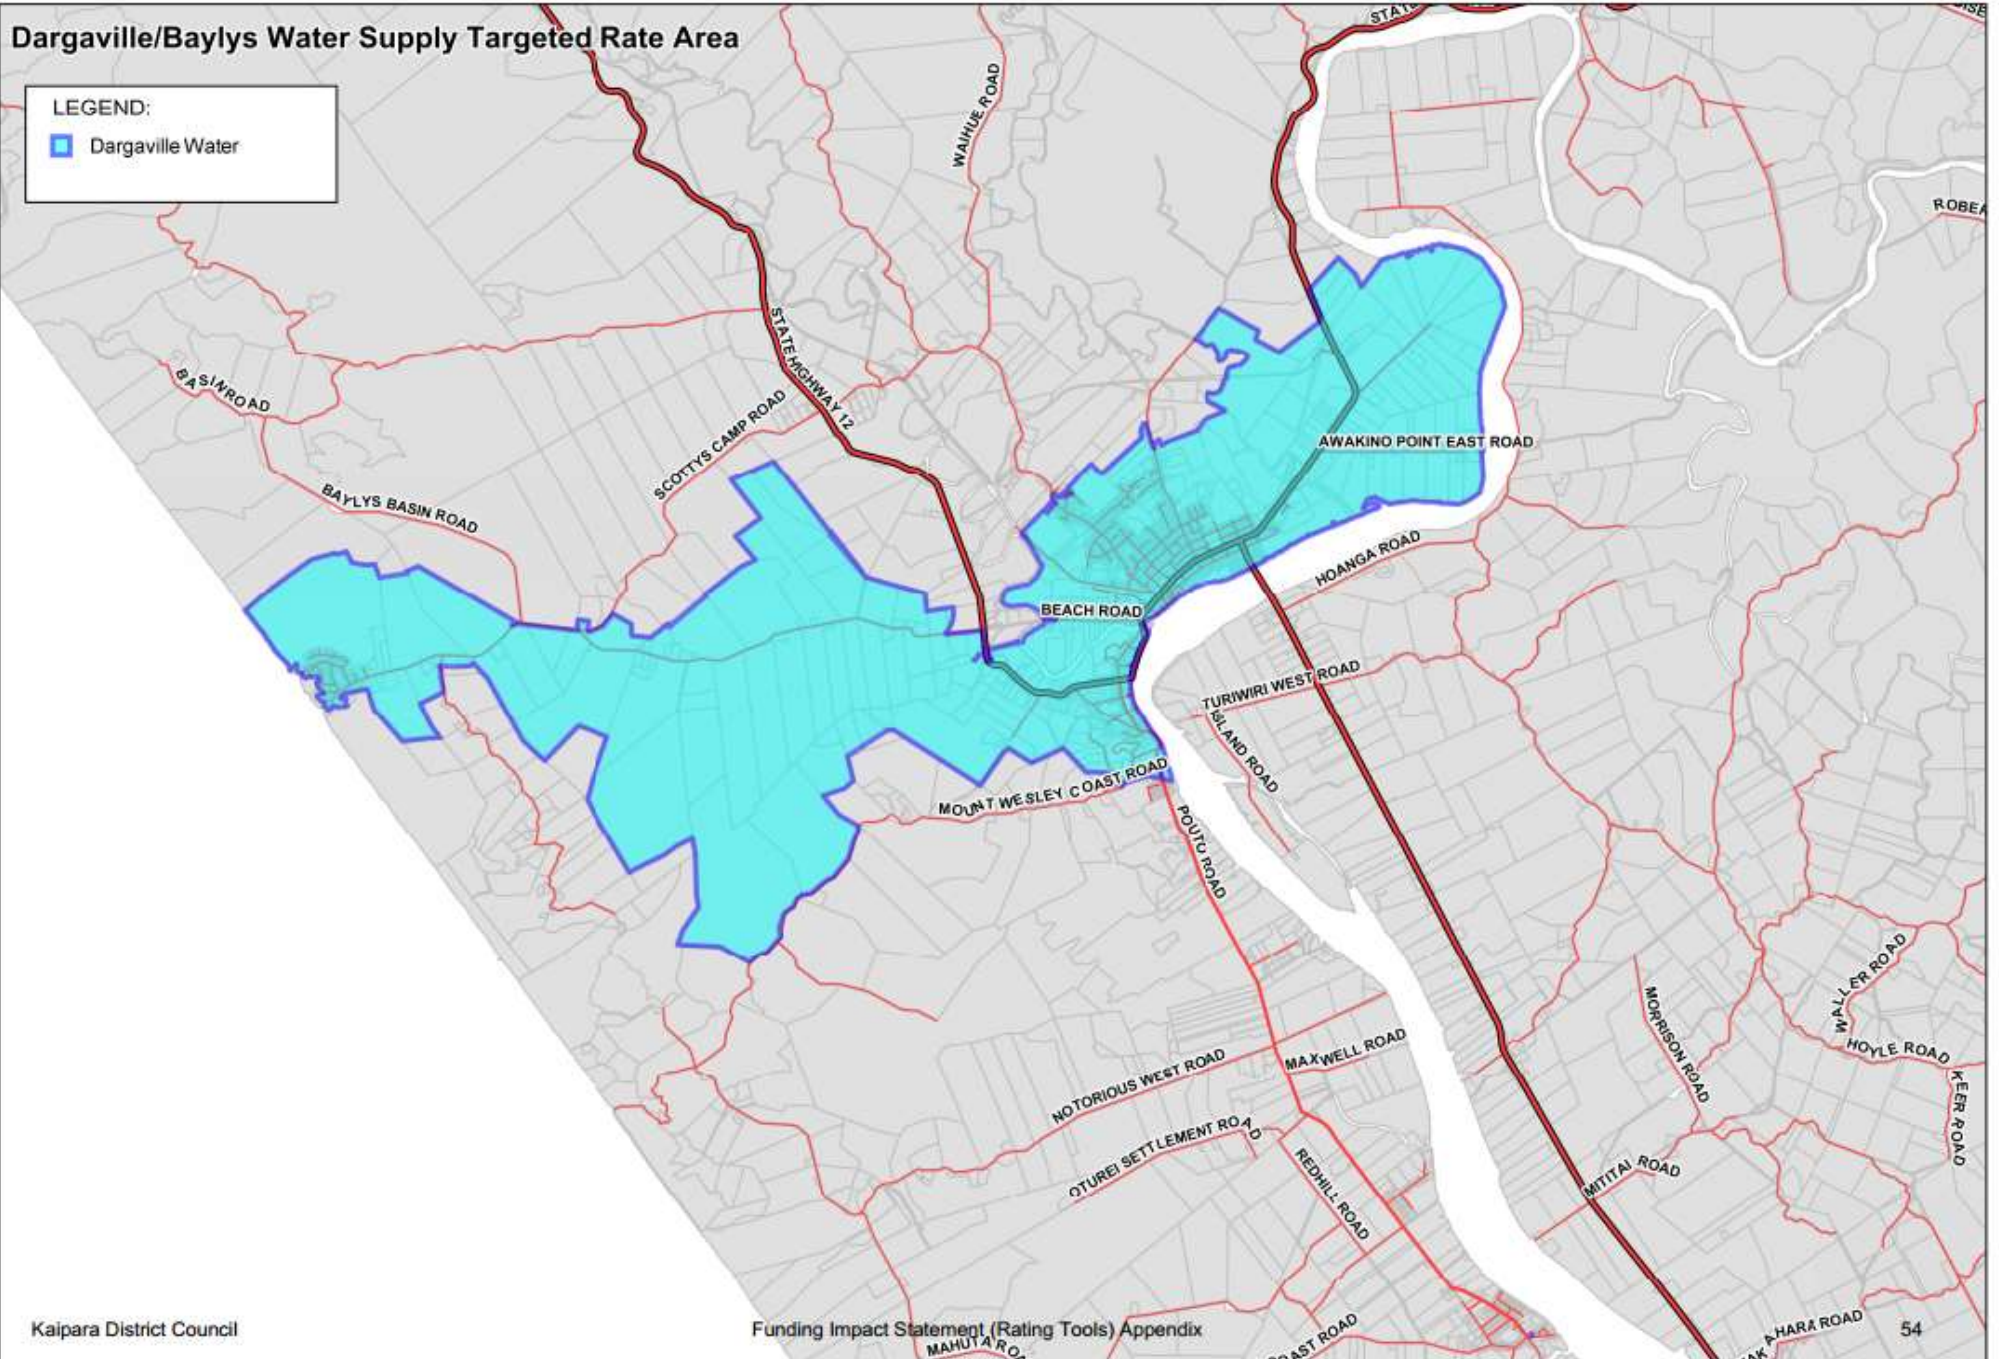 Dargaville/Baylys Water Supply Targeted Rate Area
LEGEND:
Dargaville Water
WAIHUE ROAD
STATE HIGHWAY 12
BASIN ROAD
SCOTTYS CAMP ROAD
BAYLYS BASIN ROAD
AWAKINO POINT EAST ROAD
HOANGA ROAD
BEACH ROAD
TURIWIRI WEST ROAD
ISLAND ROAD
MOUNT WESLEY COAST ROAD
POUTO ROAD
WALLER ROAD
MORRISON ROAD
HOYLE ROAD
KEER ROAD
NOTORIOUS WEST ROAD
MAXWELL ROAD
OTUREI SETTLEMENT ROAD
REDHILL ROAD
MITITAI ROAD
Kaipara District Council
Funding Impact Statement (Rating Tools) Appendix
54